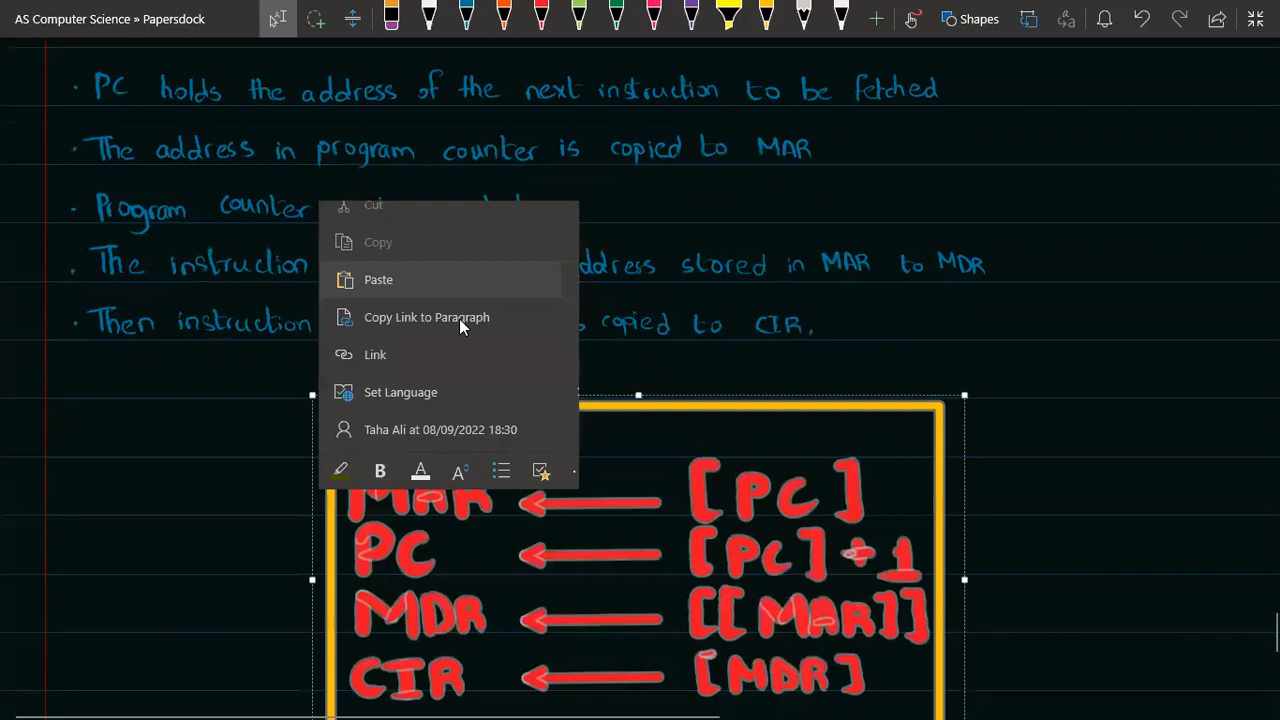 AS Computer Science » Papersdock
Shapes
· PC holds the address of the next instruction to be fetched
· The address in program counter is copied to MAR
· Program counter
· The instruction address stored in MAR to MDR
· Then instruction copied to CIR.
Cut
Copy
Paste
Copy Link to Paragraph
Link
Set Language
Taha Ali at 08/09/2022 18:30
B A A
MAR ← [PC]
PC ← [PC] + 1
MDR ← [[MAR]]
CIR ← [MDR]